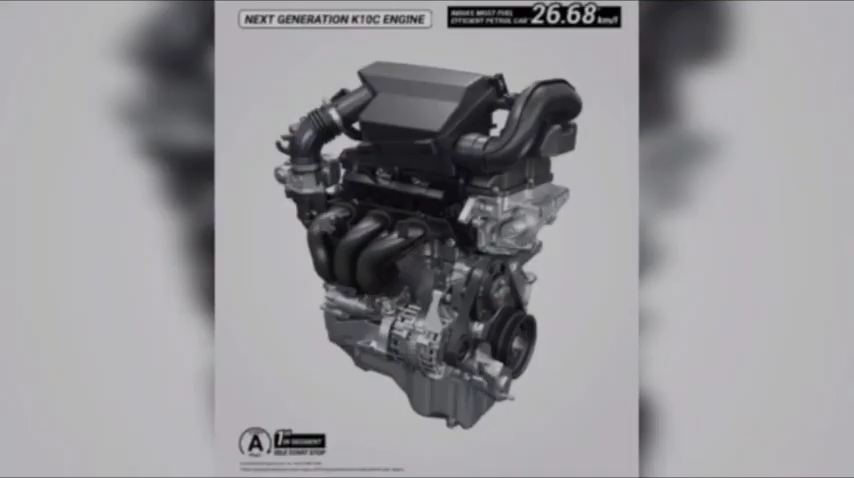 NEXT GENERATION K10C ENGINE
INDIA'S MOST FUEL
EFFICIENT PETROL CAR
26.68 km/l
A
1st
IN SEGMENT
IDLE START STOP